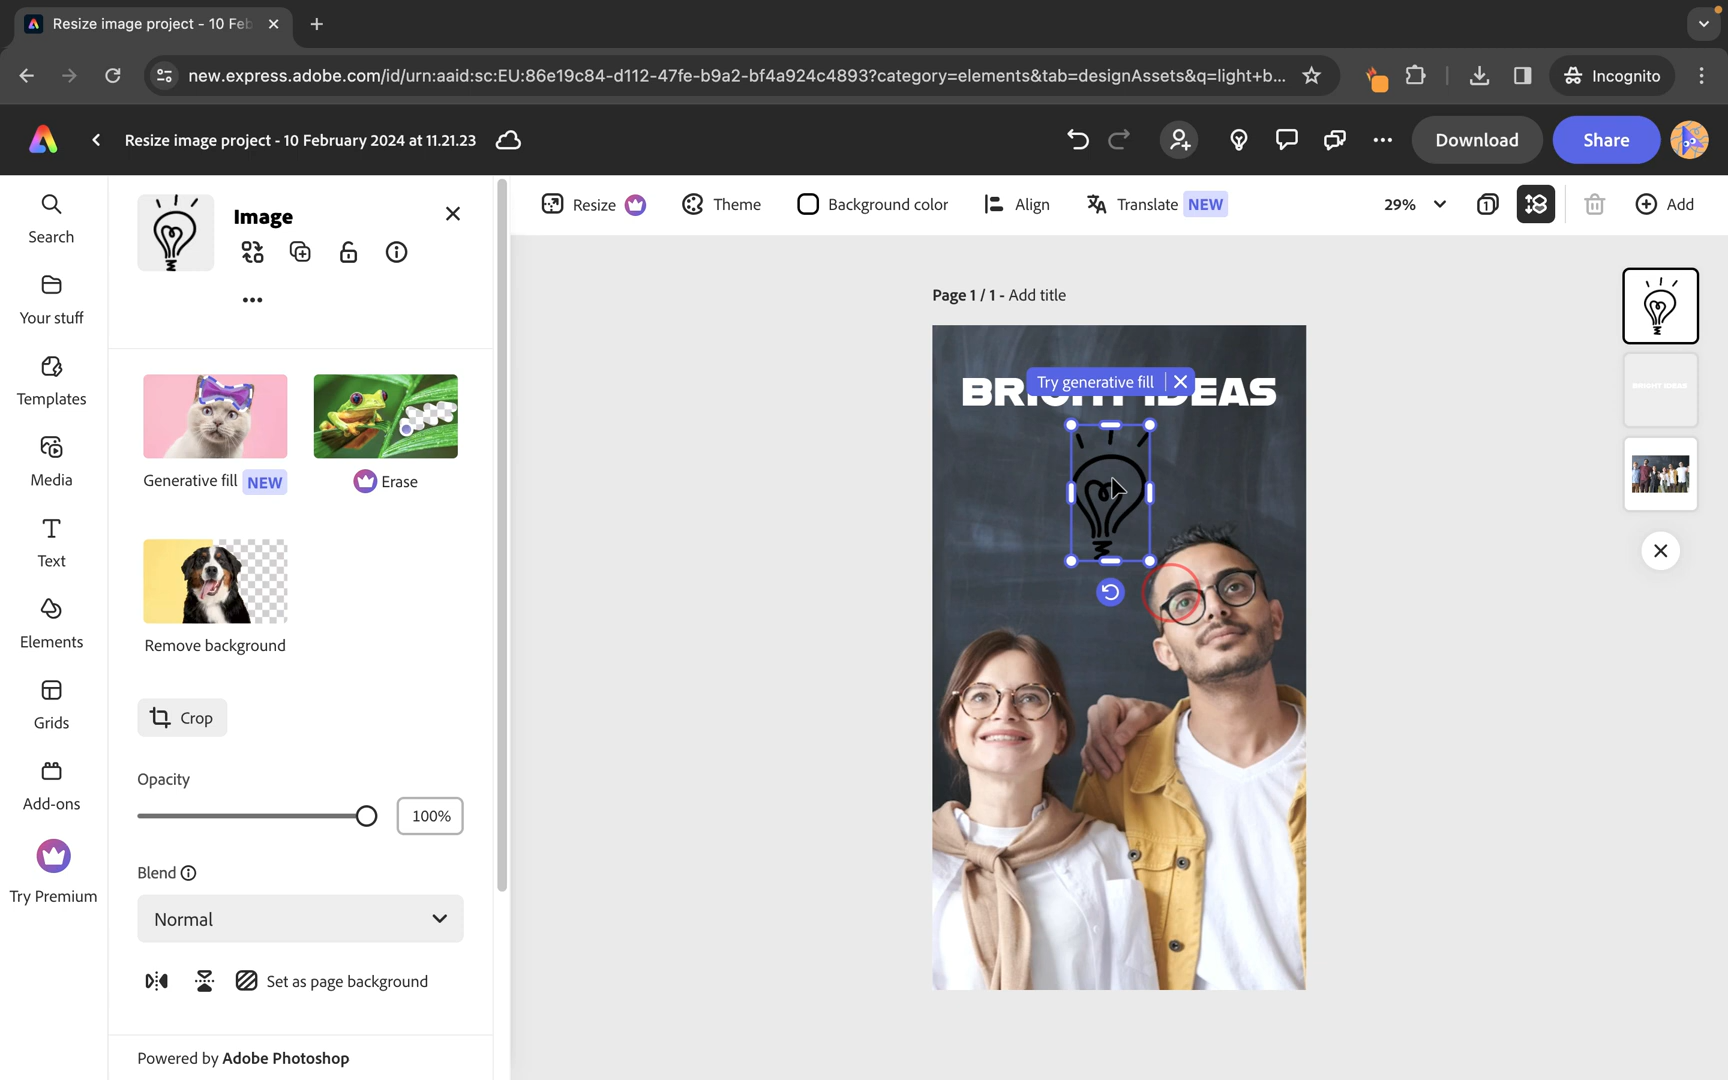 Resize image project - 10 Feb
new.express.adobe.com/id/urn:aaid:sc:EU:86e19c84-d112-47fe-b9a2-bf4a924c4893?category=elements&tab=designAssets&q=light+b...
Incognito
Resize image project - 10 February 2024 at 11.21.23
Download
Share
Search
Your stuff
Templates
Media
Text
Elements
Grids
Add-ons
Try Premium
Image
Generative fill NEW
Erase
Remove background
Crop
Opacity
100%
Blend
Normal
Set as page background
Powered by Adobe Photoshop
Resize
Theme
Background color
Align
Translate NEW
29%
1
Add
Page 1 / 1 - Add title
Try generative fill
BRIGHT IDEAS
BRIGHT IDEAS